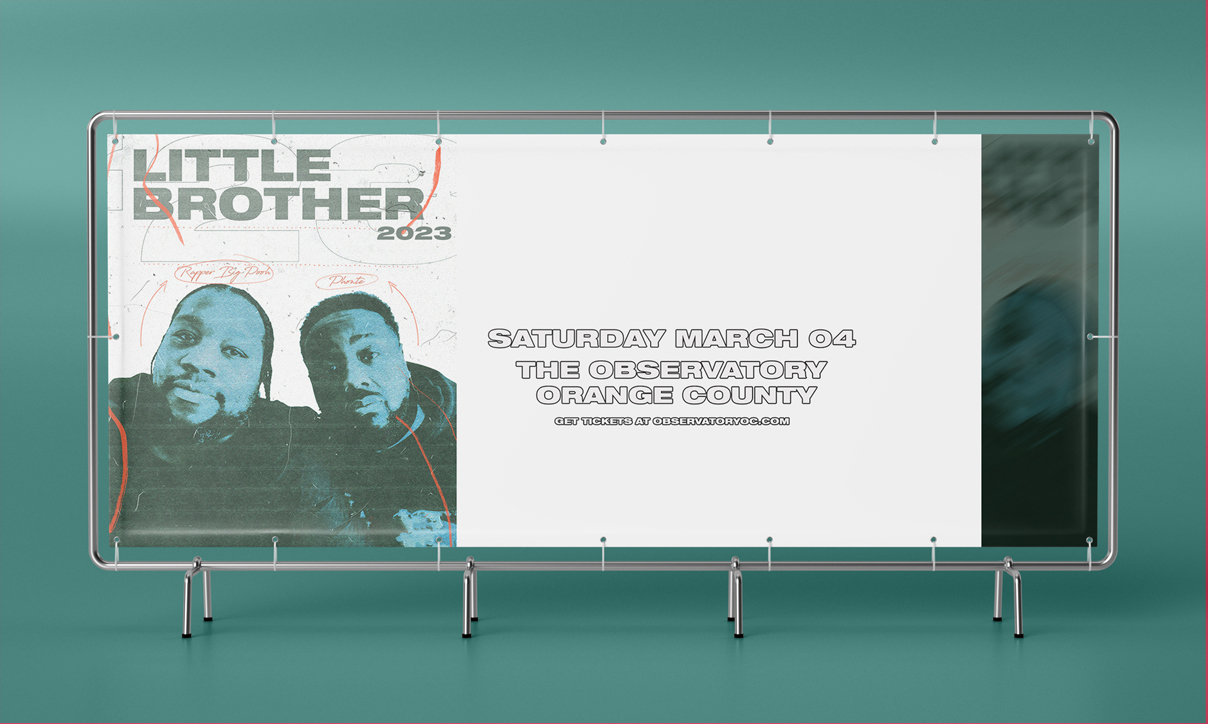 LITTLE
BROTHER
2023
Rapper Big Pooh
Phonte
SATURDAY MARCH 04
THE OBSERVATORY
ORANGE COUNTY
GET TICKETS AT OBSERVATORYOC.COM